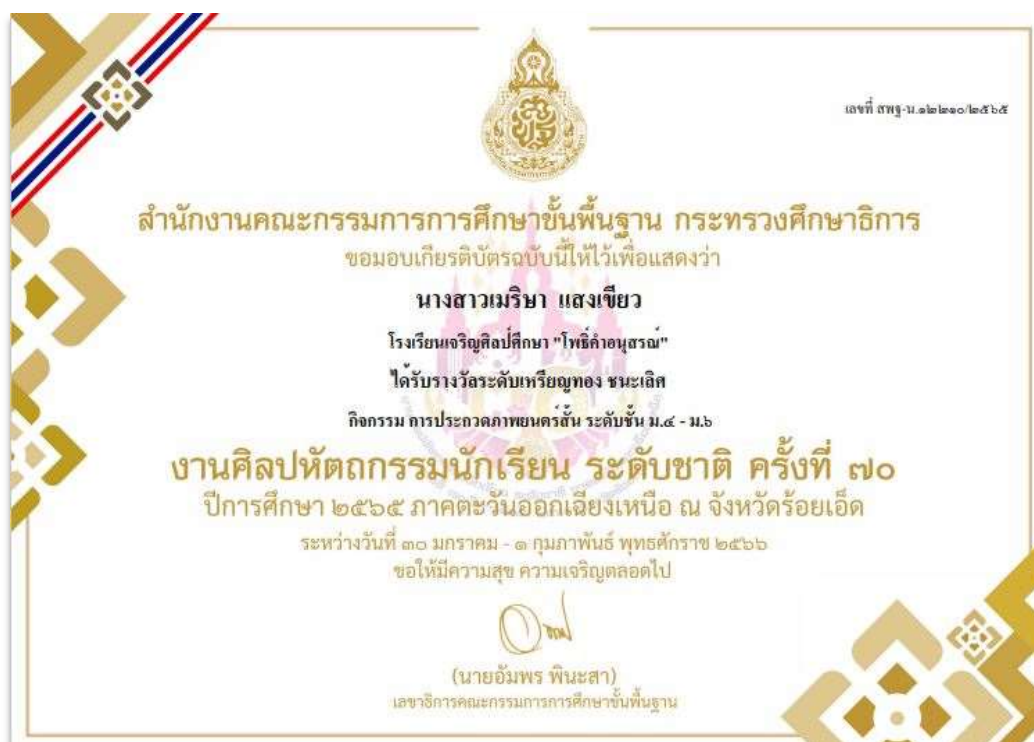 เลขที่ สพฐ-น.๑๒๒๑๐/๒๕๖๕
สำนักงานคณะกรรมการการศึกษาขั้นพื้นฐาน กระทรวงศึกษาธิการ
ขอมอบเกียรติบัตรฉบับนี้ให้ไว้เพื่อแสดงว่า
นางสาวเมริษา แสงเขียว
โรงเรียนเจริญศิลป์ศึกษา "โพธิ์คำอนุสรณ์"
ได้รับรางวัลระดับเหรียญทอง ชนะเลิศ
กิจกรรม การประกวดภาพยนตร์สั้น ระดับชั้น ม.๔ - ม.๖
งานศิลปหัตถกรรมนักเรียน ระดับชาติ ครั้งที่ ๗๐
ปีการศึกษา ๒๕๖๕ ภาคตะวันออกเฉียงเหนือ ณ จังหวัดร้อยเอ็ด
ระหว่างวันที่ ๓๐ มกราคม - ๑ กุมภาพันธ์ พุทธศักราช ๒๕๖๖
ขอให้มีความสุข ความเจริญตลอดไป
(นายอัมพร พินะสา)
เลขาธิการคณะกรรมการการศึกษาขั้นพื้นฐาน